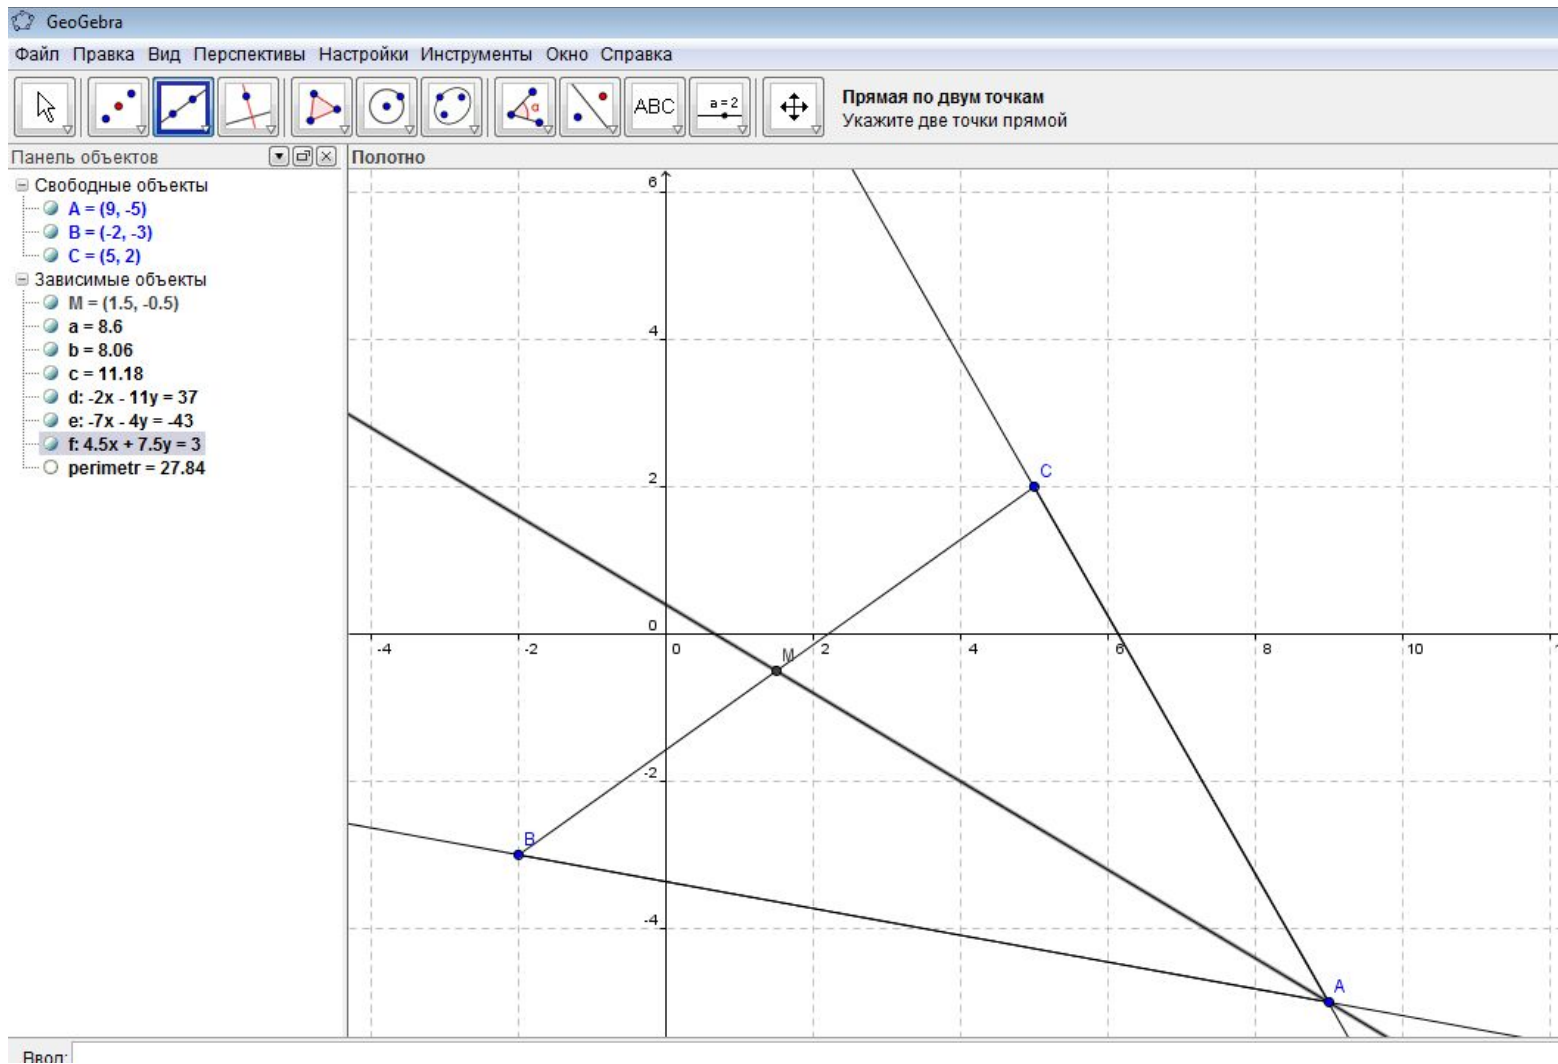 GeoGebra
Файл Правка Вид Перспективы Настройки Инструменты Окно Справка
ABC
a = 2
α
Прямая по двум точкам
Укажите две точки прямой
Панель объектов
Полотно
Свободные объекты
A = (9, -5)
B = (-2, -3)
C = (5, 2)
Зависимые объекты
M = (1.5, -0.5)
a = 8.6
b = 8.06
c = 11.18
d: -2x - 11y = 37
e: -7x - 4y = -43
f: 4.5x + 7.5y = 3
perimetr = 27.84
6
4
2
C
0
-4 -2 0 M 2 4 6 8 10
-2
B
-4
A
Ввод: